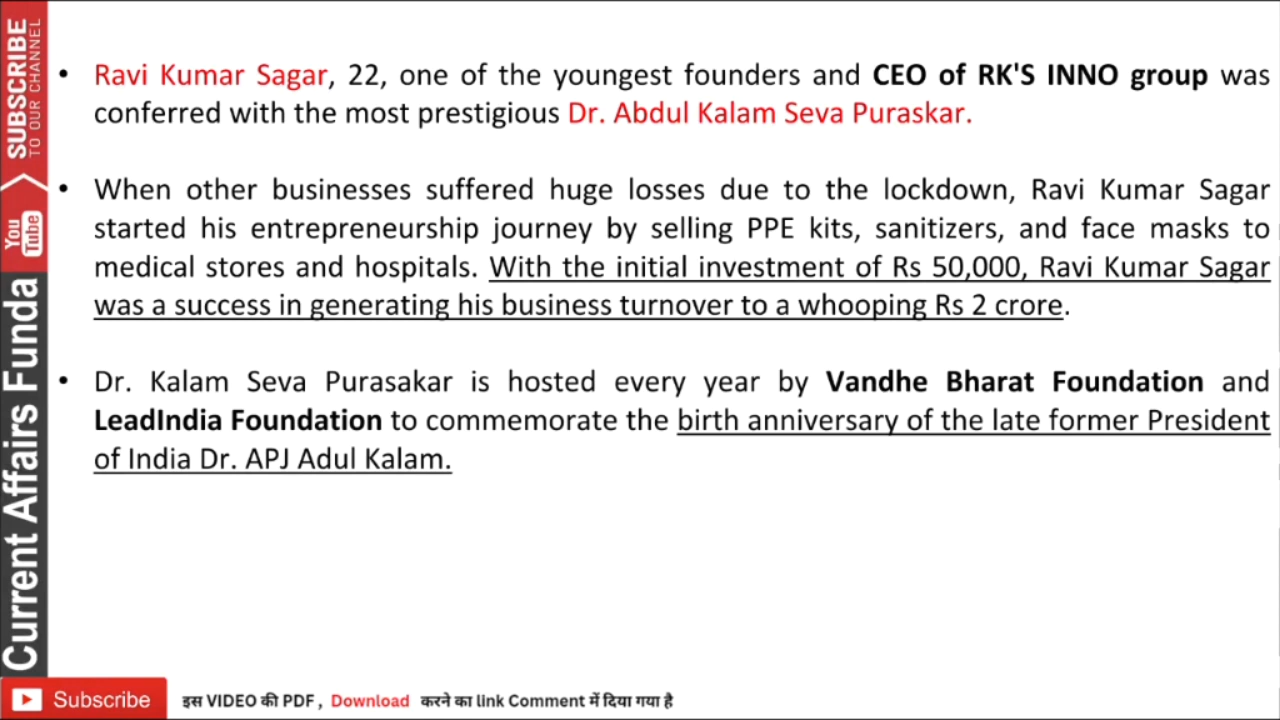 SUBSCRIBE
TO OUR CHANNEL
You
Tube
Current Affairs Funda
• Ravi Kumar Sagar, 22, one of the youngest founders and CEO of RK'S INNO group was
conferred with the most prestigious Dr. Abdul Kalam Seva Puraskar.
• When other businesses suffered huge losses due to the lockdown, Ravi Kumar Sagar
started his entrepreneurship journey by selling PPE kits, sanitizers, and face masks to
medical stores and hospitals. With the initial investment of Rs 50,000, Ravi Kumar Sagar
was a success in generating his business turnover to a whooping Rs 2 crore.
• Dr. Kalam Seva Purasakar is hosted every year by Vandhe Bharat Foundation and
LeadIndia Foundation to commemorate the birth anniversary of the late former President
of India Dr. APJ Adul Kalam.
Subscribe
इस VIDEO की PDF , Download करने का link Comment में दिया गया है